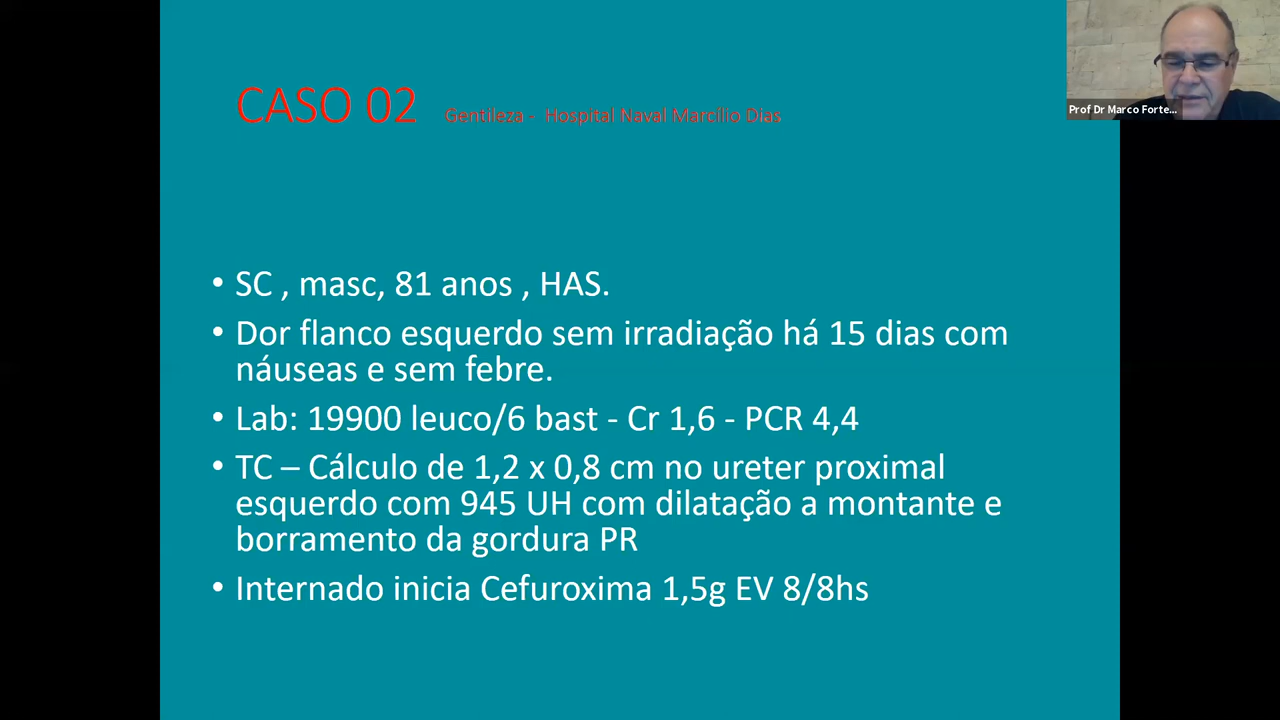 Prof Dr Marco Forte...
CASO 02 Gentileza - Hospital Naval Marcílio Dias
• SC , masc, 81 anos , HAS.
• Dor flanco esquerdo sem irradiação há 15 dias com
náuseas e sem febre.
• Lab: 19900 leuco/6 bast - Cr 1,6 - PCR 4,4
• TC – Cálculo de 1,2 x 0,8 cm no ureter proximal
esquerdo com 945 UH com dilatação a montante e
borramento da gordura PR
• Internado inicia Cefuroxima 1,5g EV 8/8hs